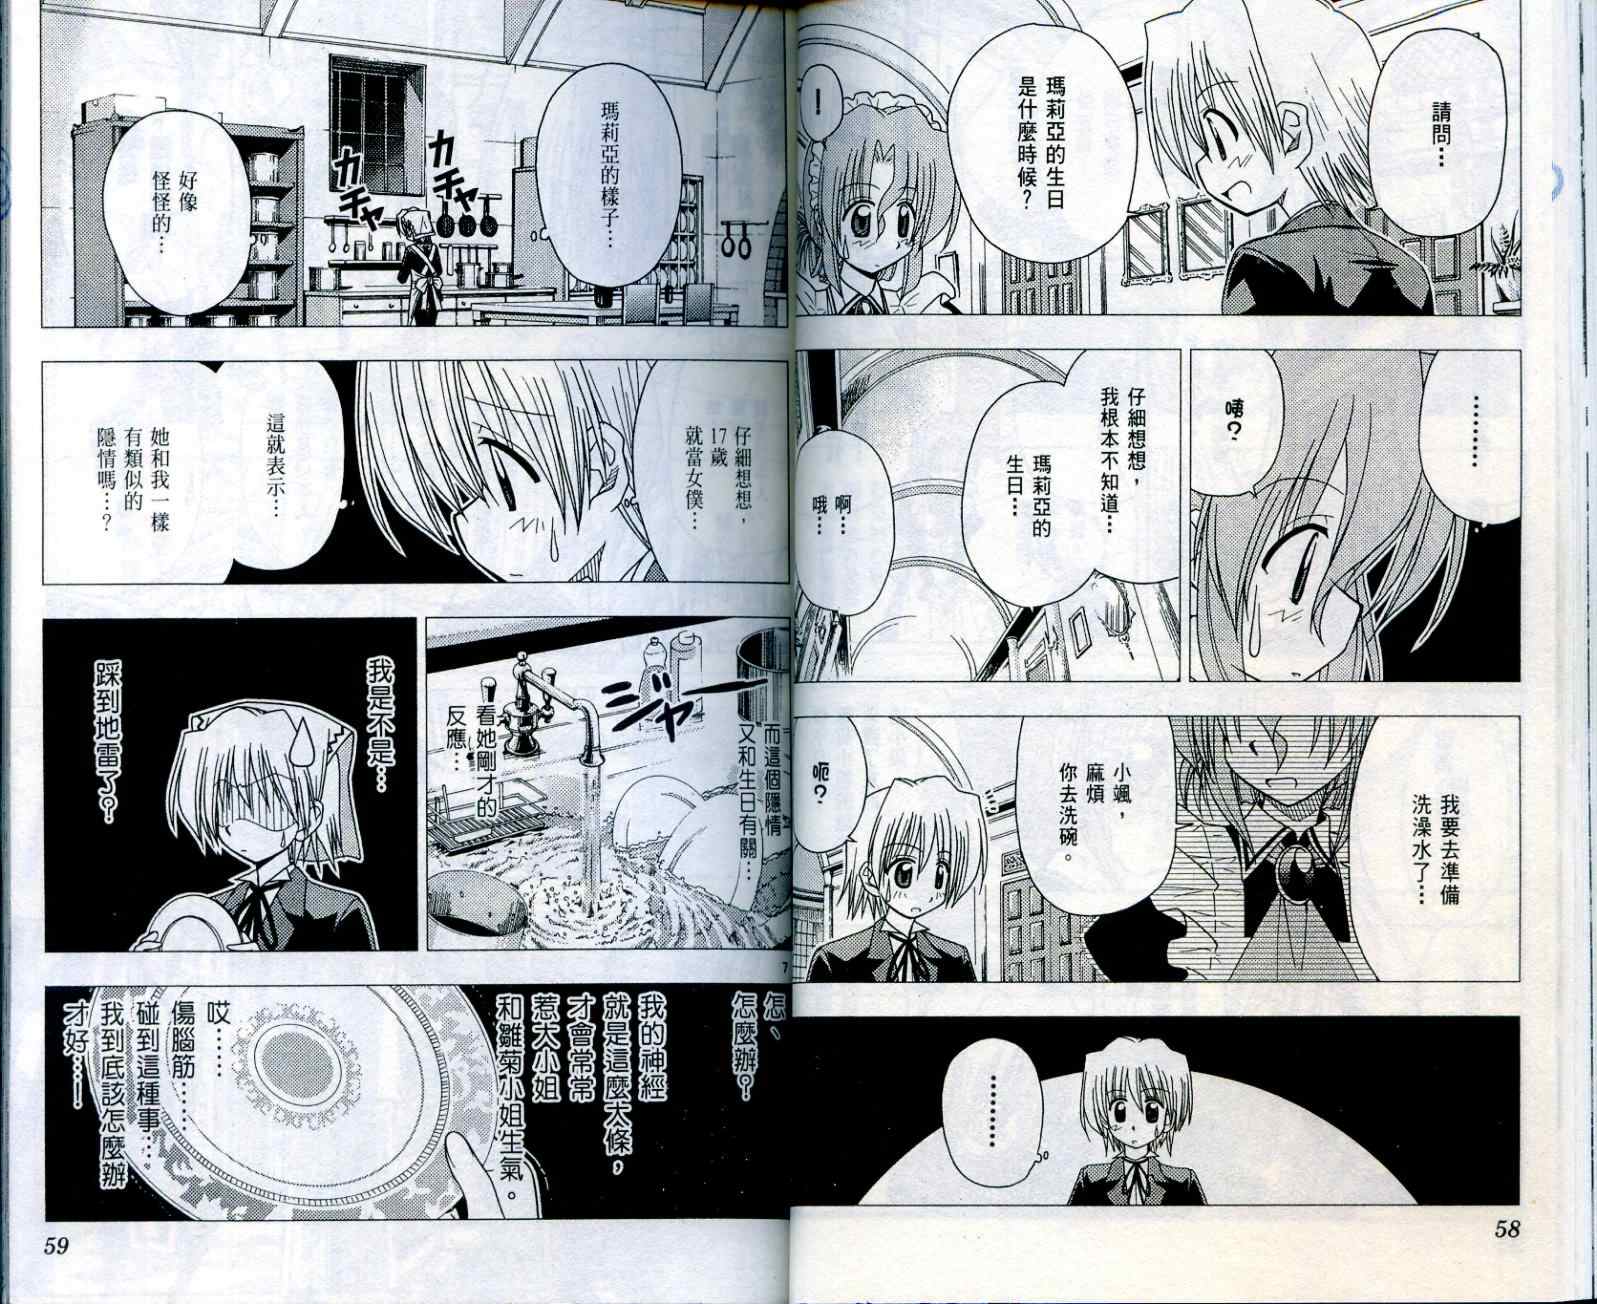 請問…
瑪莉亞的生日
是什麼時候?
!
………
咦?
仔細想想,
我根本不知道…
瑪莉亞的
生日…
啊…
哦…
我要去準備
洗澡水了…
小颯,
麻煩
你去洗碗。
呃?
………
58
瑪莉亞的樣子…
カチャ
カチャ
好像
怪怪的…
仔細想想,
17歲
就當女僕…
這就表示…
她和我一樣
有類似的
隱情嗎…?
而這個隱情
又和生日有關…
ジャー
看她剛才的
反應…
我是不是…
踩到地雷了?
怎、
怎麼辦?
我的神經
就是這麼大條,
才會常常
惹大小姐
和雛菊小姐生氣。
哎……
傷腦筋……
碰到這種事…
我到底該怎麼辦
才好…!
59